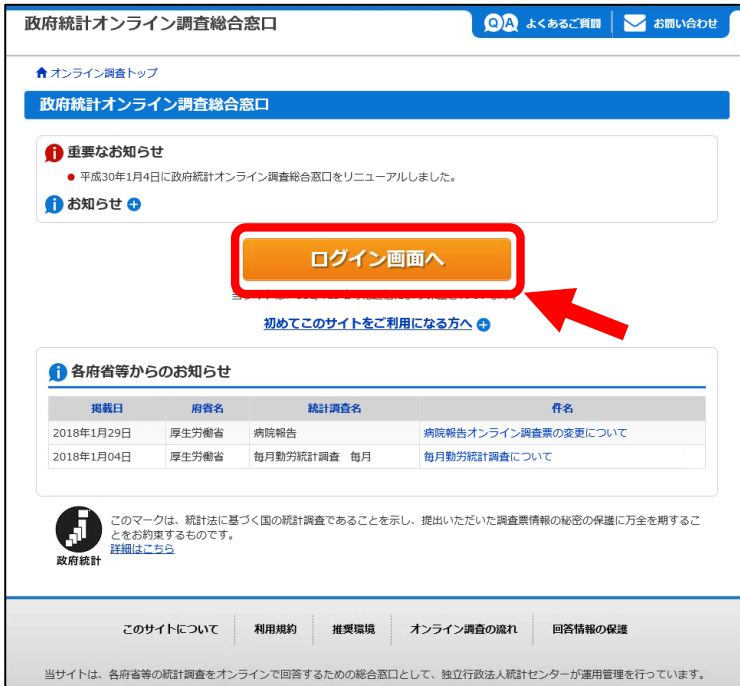 政府統計オンライン調査総合窓口
QA よくあるご質問 お問い合わせ
オンライン調査トップ
政府統計オンライン調査総合窓口
重要なお知らせ
平成30年1月4日に政府統計オンライン調査総合窓口をリニューアルしました。
お知らせ
ログイン画面へ
初めてこのサイトをご利用になる方へ
各府省等からのお知らせ
掲載日 府省名 統計調査名 件名
2018年1月29日 厚生労働省 病院報告 病院報告オンライン調査票の変更について
2018年1月04日 厚生労働省 毎月勤労統計調査 毎月 毎月勤労統計調査について
このマークは、統計法に基づく国の統計調査であることを示し、提出いただいた調査票情報の秘密の保護に万全を期するこ
とをお約束するものです。
詳細はこちら
政府統計
このサイトについて 利用規約 推奨環境 オンライン調査の流れ 回答情報の保護
当サイトは、各府省等の統計調査をオンラインで回答するための総合窓口として、独立行政法人統計センターが運用管理を行っています。